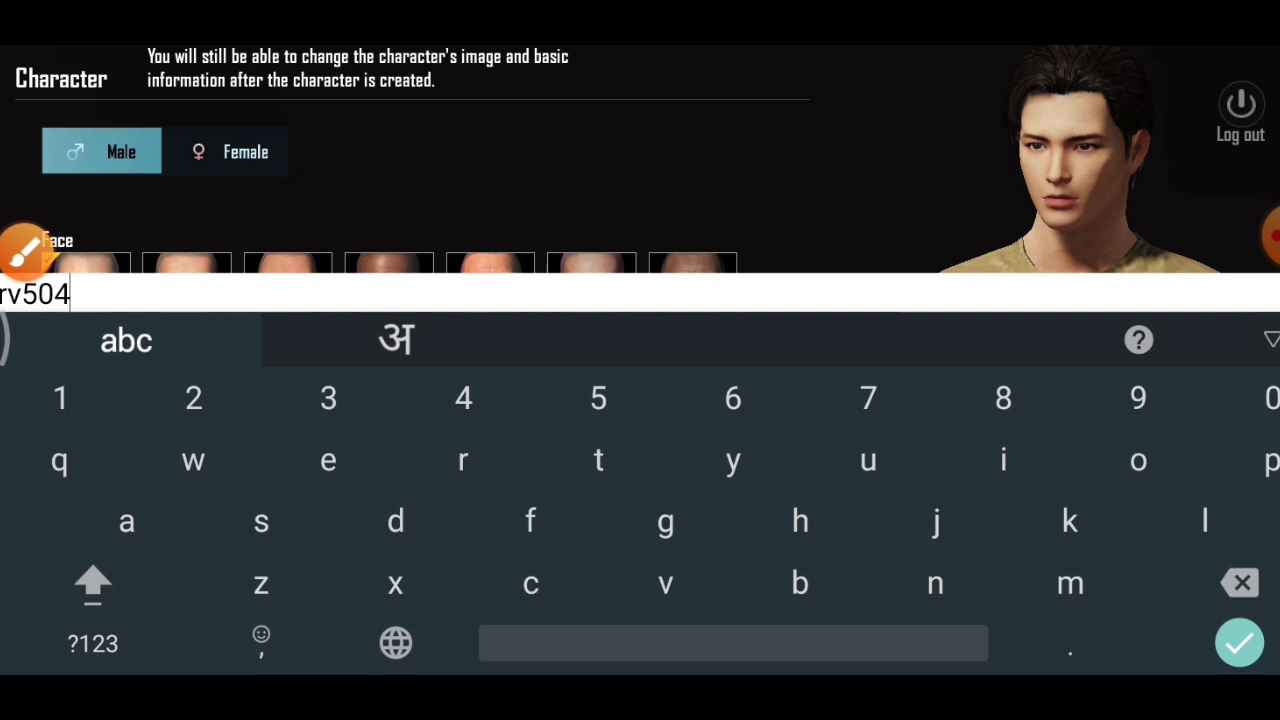 You will still be able to change the character's image and basic
Character
information after the character is created.
Male
Female
Log out
Face
rv504
abc
अ
?
1 2 3 4 5 6 7 8 9 0
q w e r t y u i o p
a s d f g h j k l
z x c v b n m
?123 , .